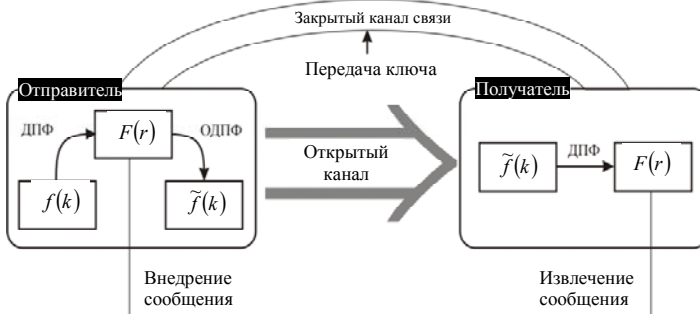 Закрытый канал связи
Передача ключа
Отправитель
ДПФ
F(r)
ОДПФ
f(k)
f̃(k)
Открытый
канал
Получатель
f̃(k)
ДПФ
F(r)
Внедрение
сообщения
Извлечение
сообщения